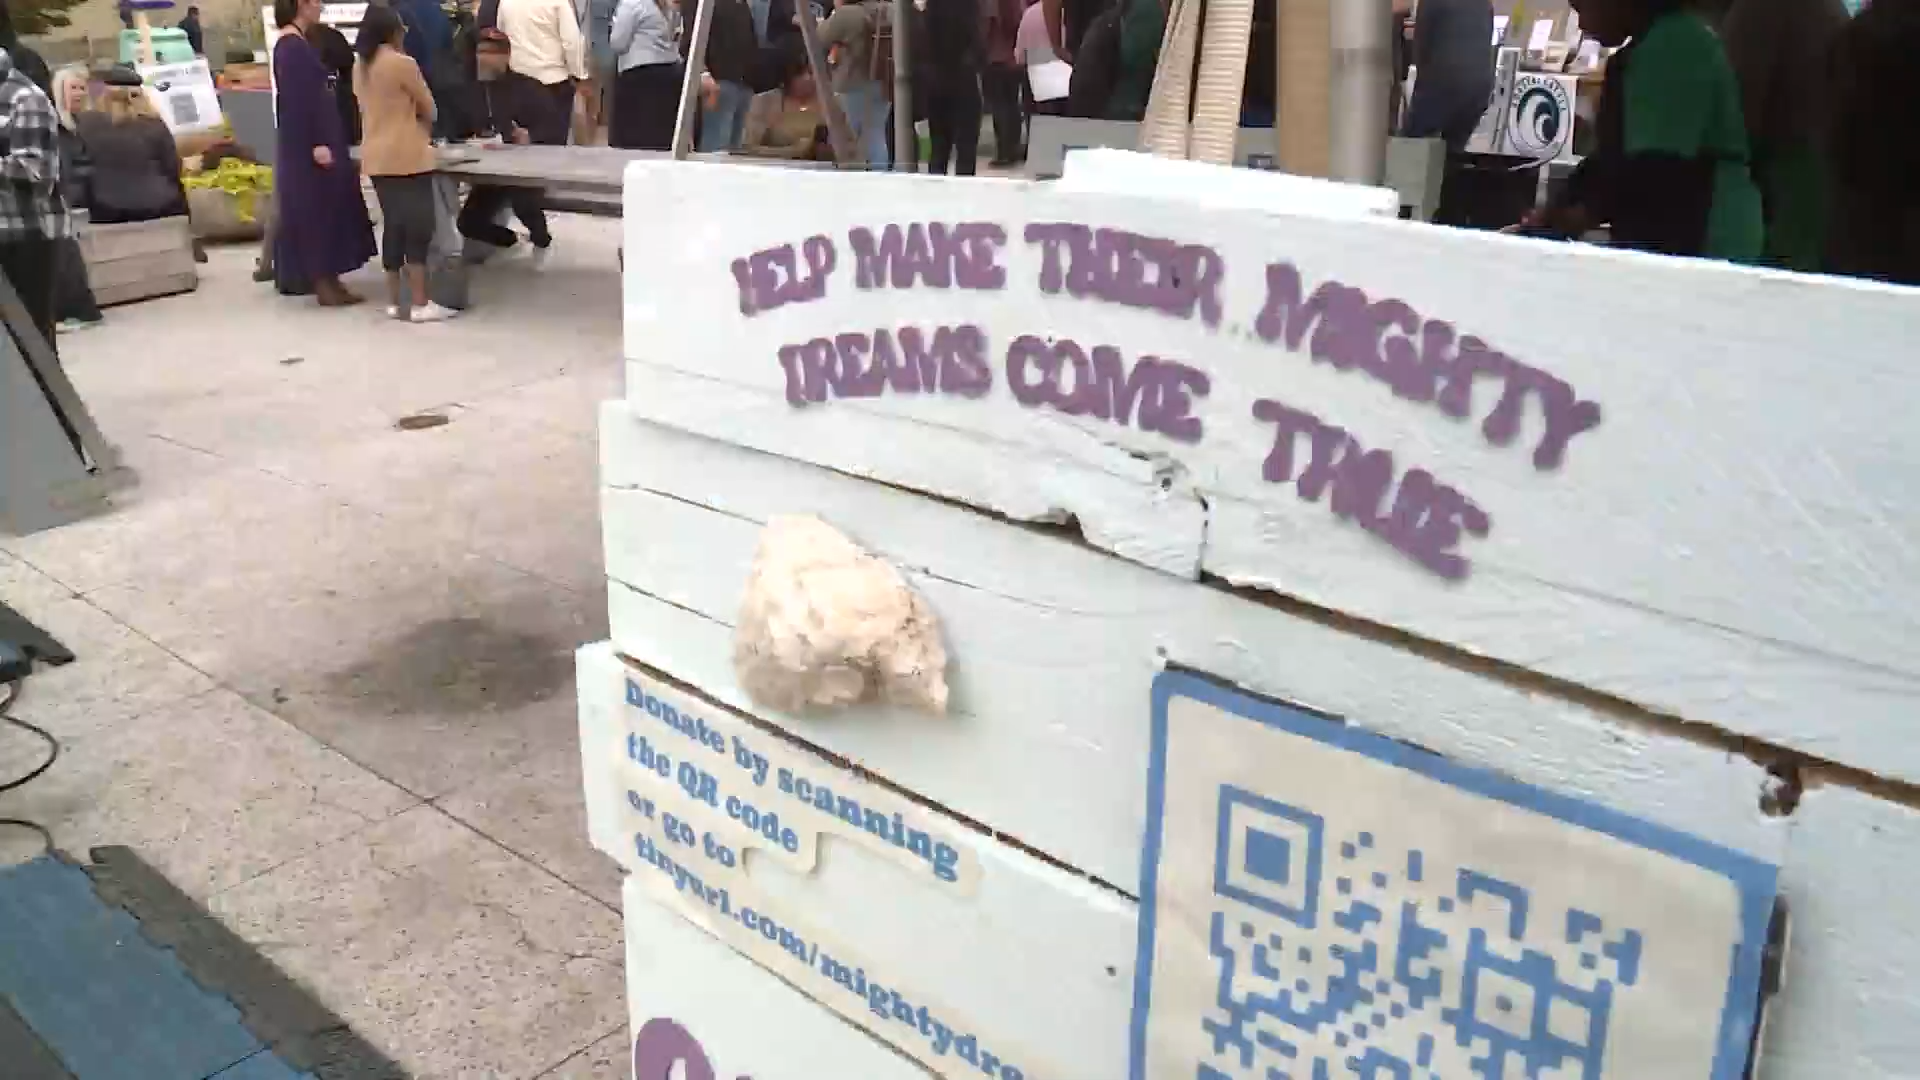 HELP MAKE THEIR MIGHTY
DREAMS COME TRUE
Donate by scanning
the QR code
or go to
tinyurl.com/mightydre